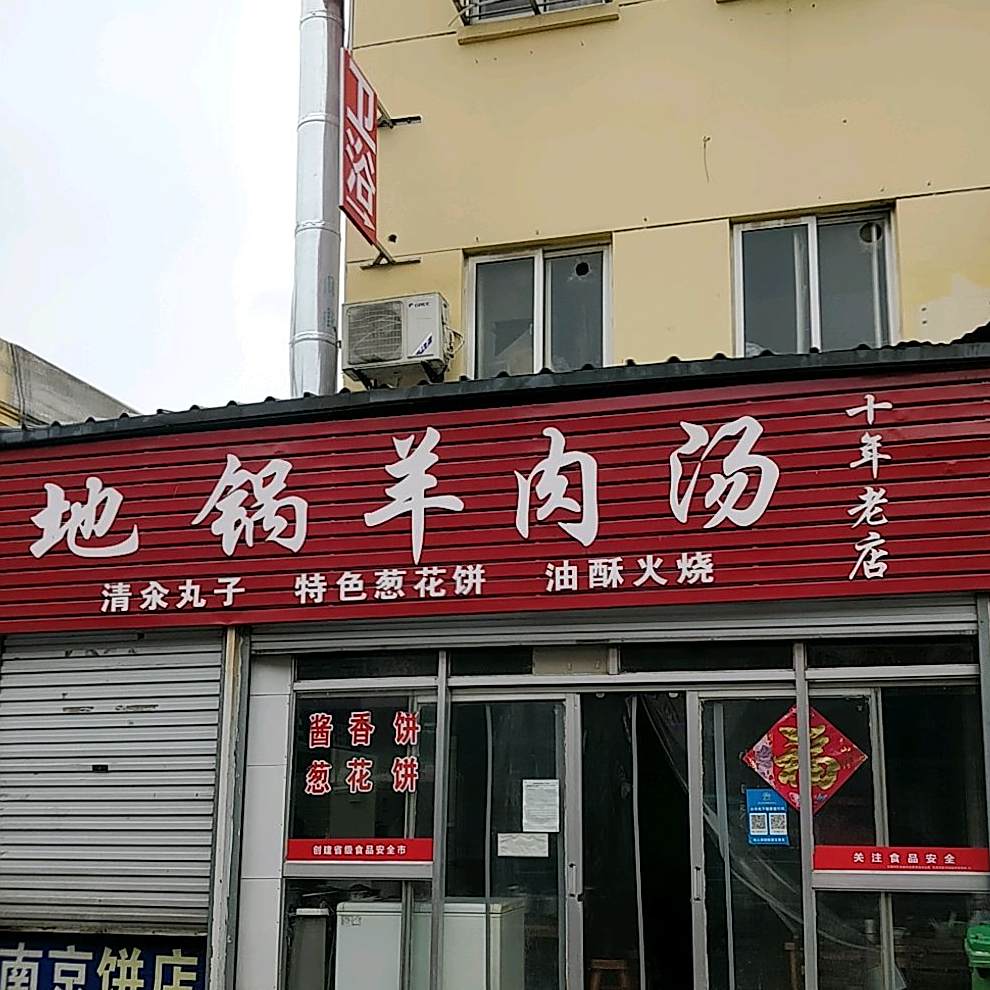 卫浴
地锅羊肉汤
十年老店
清汆丸子 特色葱花饼 油酥火烧
酱香饼
葱花饼
创建省级食品安全市
关注食品安全
南京饼店